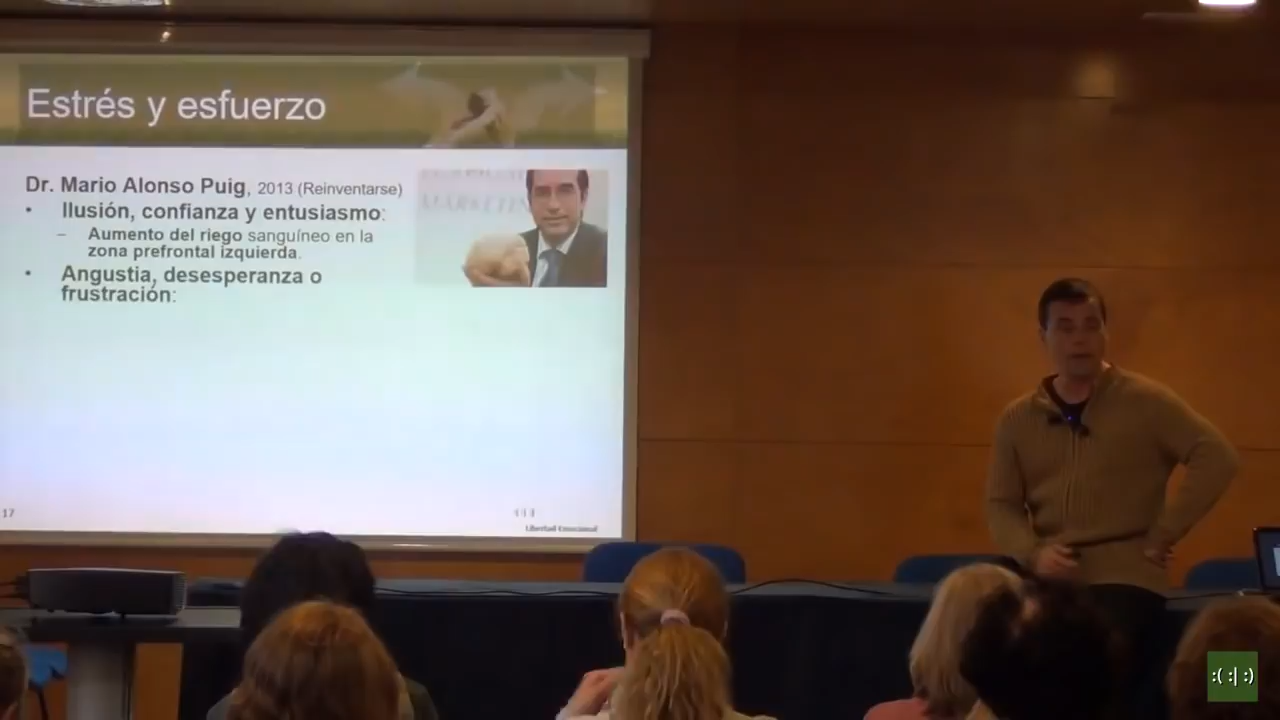 Estrés y esfuerzo
Dr. Mario Alonso Puig, 2013 (Reinventarse)
• Ilusión, confianza y entusiasmo:
– Aumento del riego sanguíneo en la
zona prefrontal izquierda.
• Angustia, desesperanza o
frustración:
17
Libertad Emocional
:( :| :)